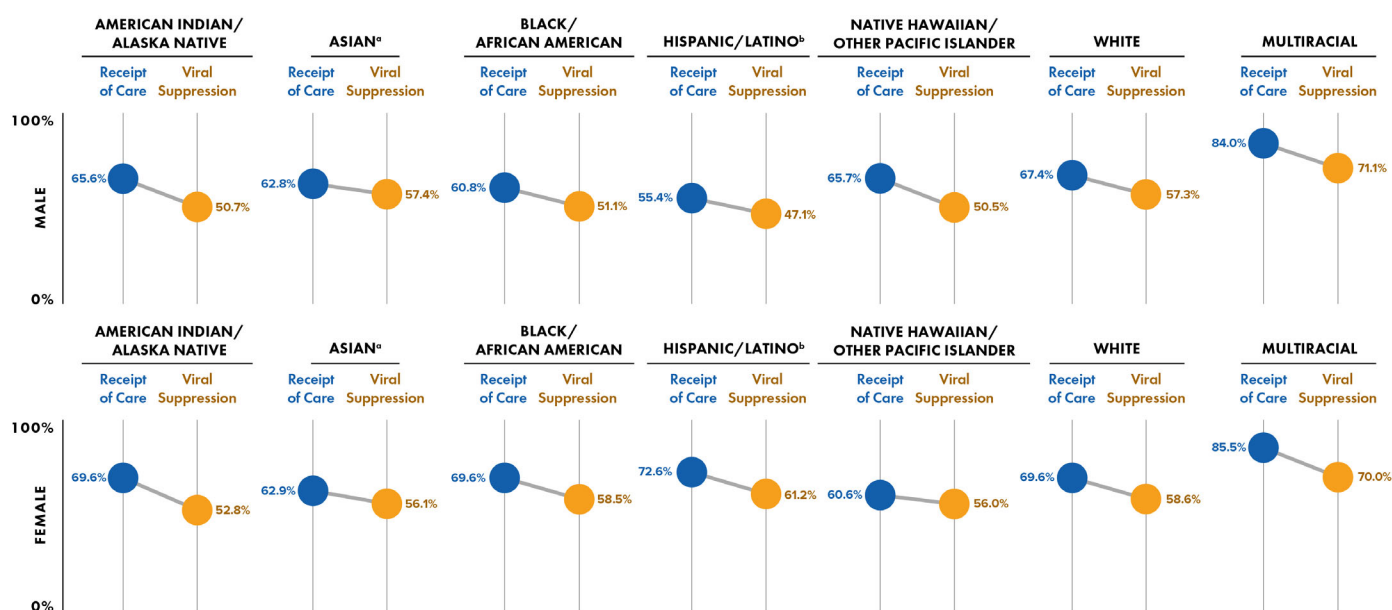 AMERICAN INDIAN/
ALASKA NATIVE
ASIANᵃ
BLACK/
AFRICAN AMERICAN
HISPANIC/LATINOᵇ
NATIVE HAWAIIAN/
OTHER PACIFIC ISLANDER
WHITE
MULTIRACIAL
Receipt of Care
Viral Suppression
Receipt of Care
Viral Suppression
Receipt of Care
Viral Suppression
Receipt of Care
Viral Suppression
Receipt of Care
Viral Suppression
Receipt of Care
Viral Suppression
Receipt of Care
Viral Suppression
100%
MALE
0%
65.6%
50.7%
62.8%
57.4%
60.8%
51.1%
55.4%
47.1%
65.7%
50.5%
67.4%
57.3%
84.0%
71.1%
AMERICAN INDIAN/
ALASKA NATIVE
ASIANᵃ
BLACK/
AFRICAN AMERICAN
HISPANIC/LATINOᵇ
NATIVE HAWAIIAN/
OTHER PACIFIC ISLANDER
WHITE
MULTIRACIAL
Receipt of Care
Viral Suppression
Receipt of Care
Viral Suppression
Receipt of Care
Viral Suppression
Receipt of Care
Viral Suppression
Receipt of Care
Viral Suppression
Receipt of Care
Viral Suppression
Receipt of Care
Viral Suppression
100%
FEMALE
0%
69.6%
52.8%
62.9%
56.1%
69.6%
58.5%
72.6%
61.2%
60.6%
56.0%
69.6%
58.6%
85.5%
70.0%